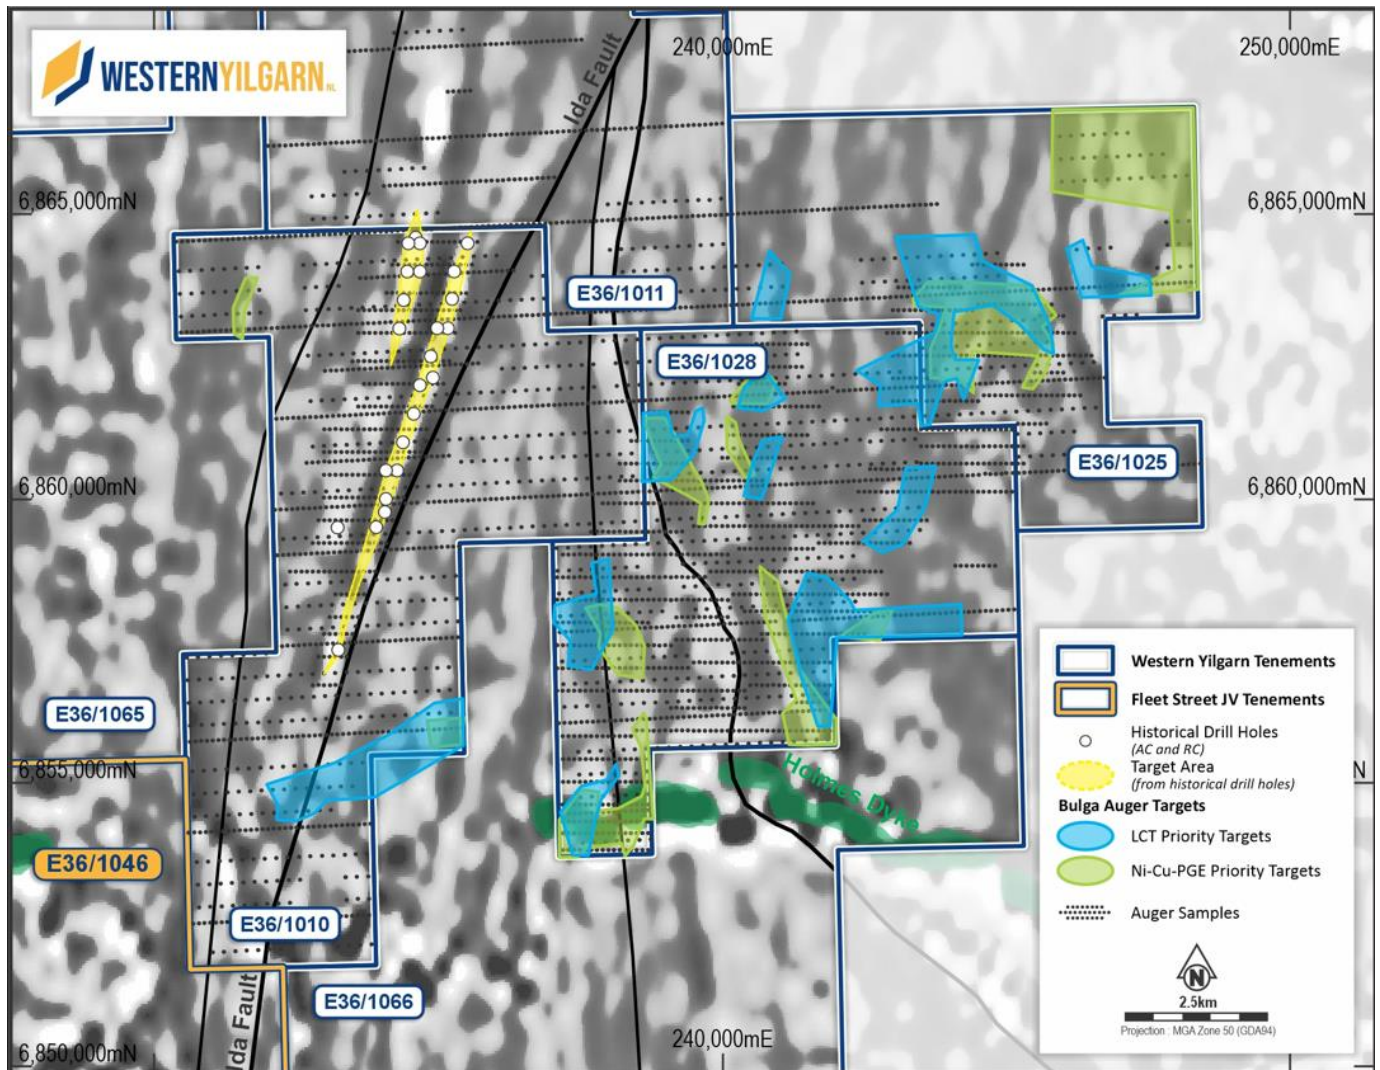 WESTERNYILGARN NL
240,000mE
250,000mE
Ida Fault
6,865,000mN
6,865,000mN
E36/1011
E36/1028
E36/1025
6,860,000mN
6,860,000mN
E36/1065
6,855,000mN
N
Holmes Dyke
E36/1046
E36/1010
E36/1066
Ida Fault
6,850,000mN
240,000mE
Western Yilgarn Tenements
Fleet Street JV Tenements
Historical Drill Holes
(AC and RC)
Target Area
(from historical drill holes)
Bulga Auger Targets
LCT Priority Targets
Ni-Cu-PGE Priority Targets
Auger Samples
N
2.5km
Projection : MGA Zone 50 (GDA94)